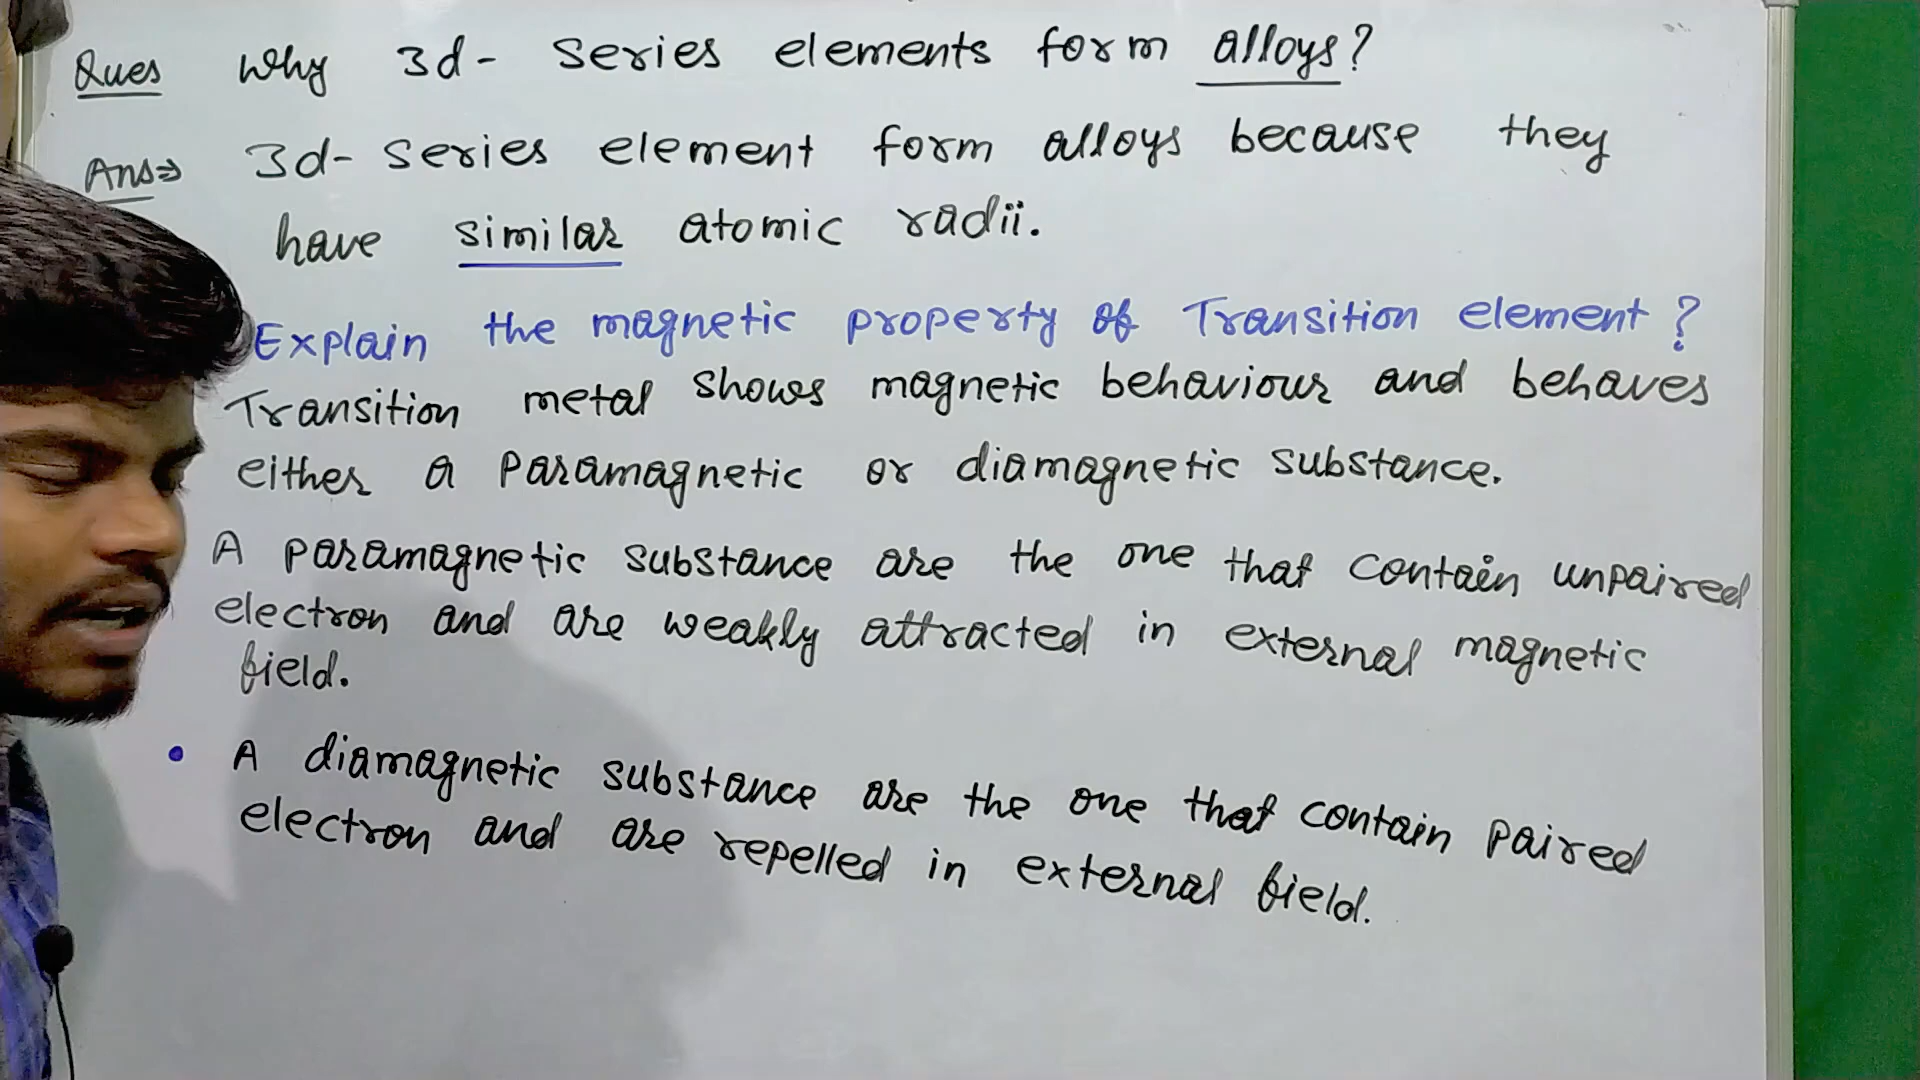 Ques Why 3d- series elements form alloys?
Ans⇒ 3d- series element form alloys because they
have similar atomic radii.
Explain the magnetic property of Transition element?
Transition metal shows magnetic behaviour and behaves
either a paramagnetic or diamagnetic substance.
A paramagnetic substance are the one that contain unpaired
electron and are weakly attracted in external magnetic
field.
• A diamagnetic substance are the one that contain paired
electron and are repelled in external field.